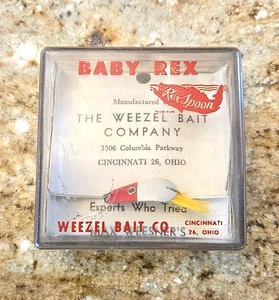 BABY REX
Manufactured
Rex Spoon
THE WEEZEL BAIT
COMPANY
3506 Columbia Parkway
CINCINNATI 26, OHIO
Experts Who Tried
WEEZEL BAIT CO.
CINCINNATI
26, OHIO
WEESNER'S